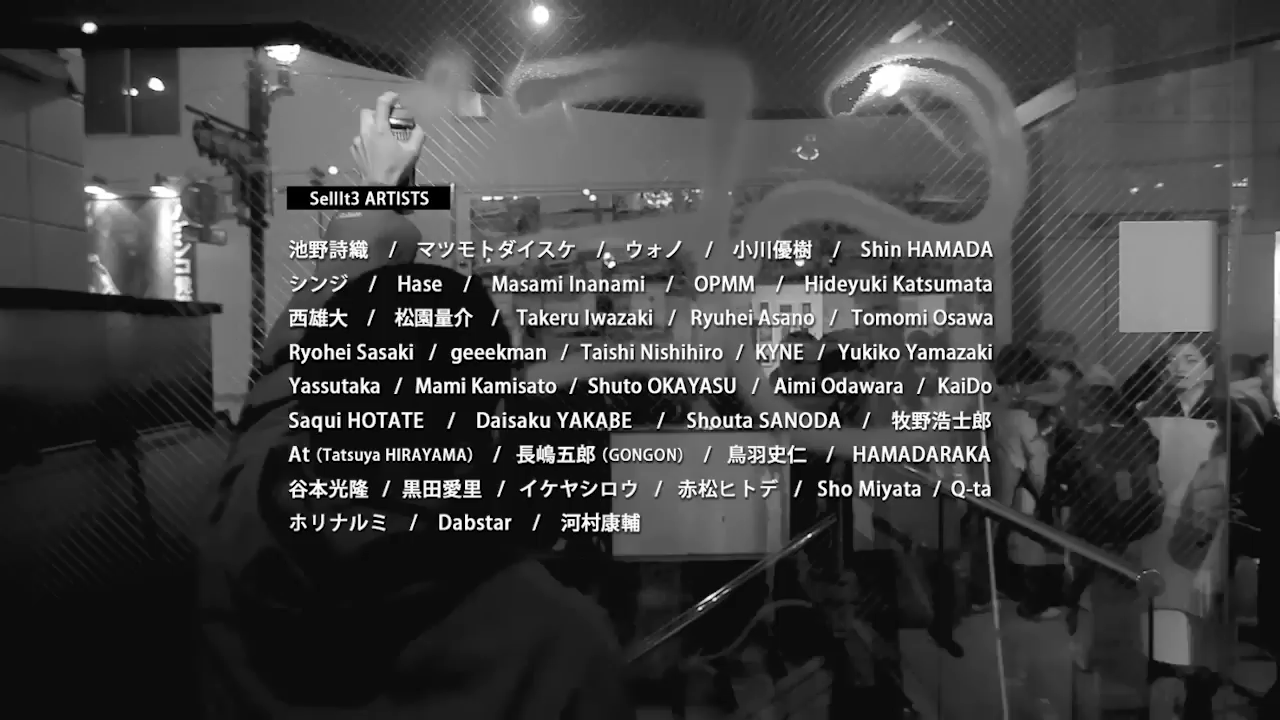 SellIt3 ARTISTS
池野詩織 / マツモトダイスケ / ウォノ / 小川優樹 / Shin HAMADA
シンジ / Hase / Masami Inanami / OPMM / Hideyuki Katsumata
西雄大 / 松園量介 / Takeru Iwazaki / Ryuhei Asano / Tomomi Osawa
Ryohei Sasaki / geeekman / Taishi Nishihiro / KYNE / Yukiko Yamazaki
Yassutaka / Mami Kamisato / Shuto OKAYASU / Aimi Odawara / KaiDo
Saqui HOTATE / Daisaku YAKABE / Shouta SANODA / 牧野浩士郎
At (Tatsuya HIRAYAMA) / 長嶋五郎 (GONGON) / 鳥羽史仁 / HAMADARAKA
谷本光隆 / 黒田愛里 / イケヤシロウ / 赤松ヒトデ / Sho Miyata / Q-ta
ホリナルミ / Dabstar / 河村康輔